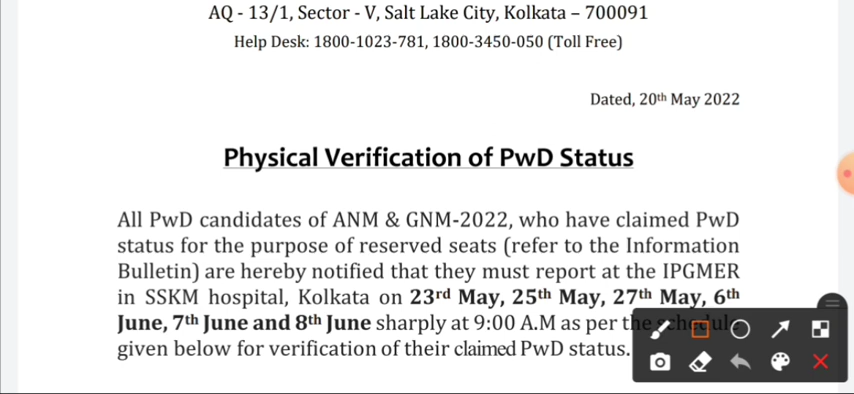 AQ - 13/1, Sector - V, Salt Lake City, Kolkata – 700091
Help Desk: 1800-1023-781, 1800-3450-050 (Toll Free)
Dated, 20th May 2022
Physical Verification of PwD Status
All PwD candidates of ANM & GNM-2022, who have claimed PwD
status for the purpose of reserved seats (refer to the Information
Bulletin) are hereby notified that they must report at the IPGMER
in SSKM hospital, Kolkata on 23rd May, 25th May, 27th May, 6th
June, 7th June and 8th June sharply at 9:00 A.M as per the schedule
given below for verification of their claimed PwD status.